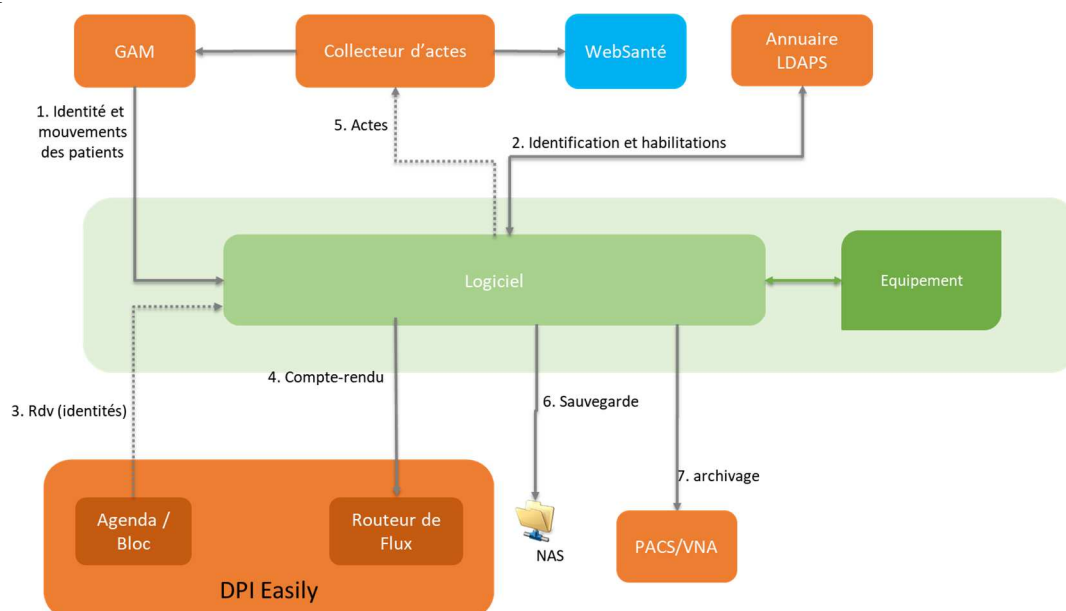 GAM
Collecteur d'actes
WebSanté
Annuaire
LDAPS
1. Identité et
mouvements
des patients
5. Actes
2. Identification et habilitations
Logiciel
Equipement
3. Rdv (identités)
4. Compte-rendu
6. Sauvegarde
7. archivage
Agenda /
Bloc
Routeur de
Flux
NAS
PACS/VNA
DPI Easily